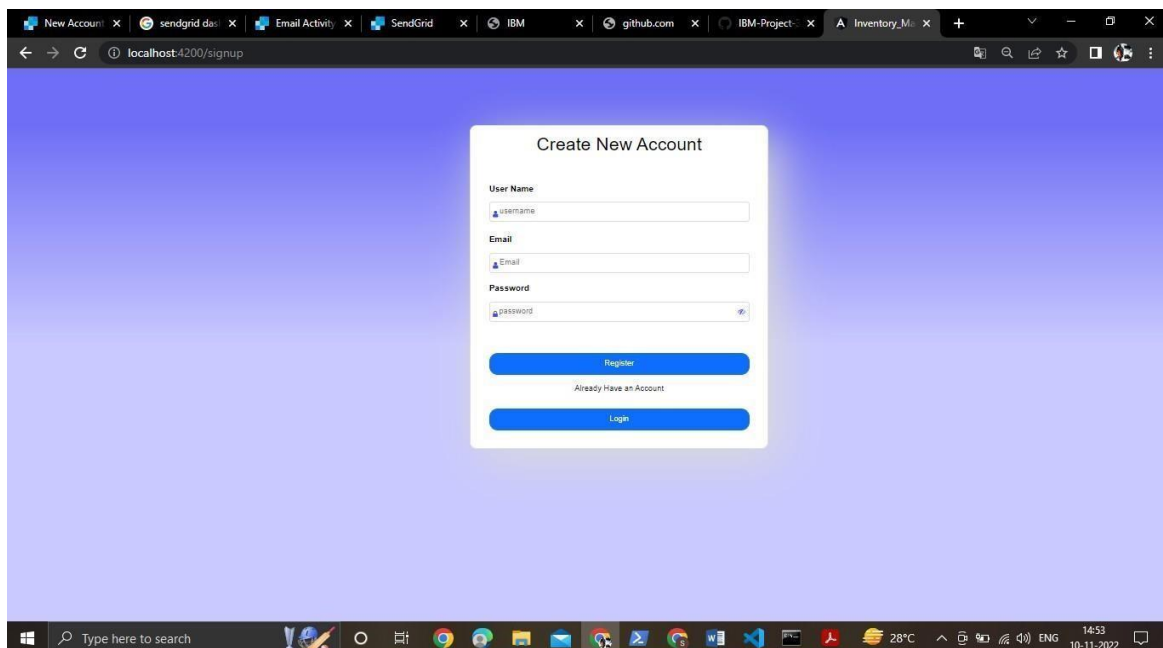 New Account
sendgrid das
Email Activity
SendGrid
IBM
github.com
IBM-Project-
Inventory_Ma
localhost:4200/signup
Create New Account
User Name
username
Email
Email
Password
password
Register
Already Have an Account
Login
Type here to search
28°C
ENG
14:53
10-11-2022